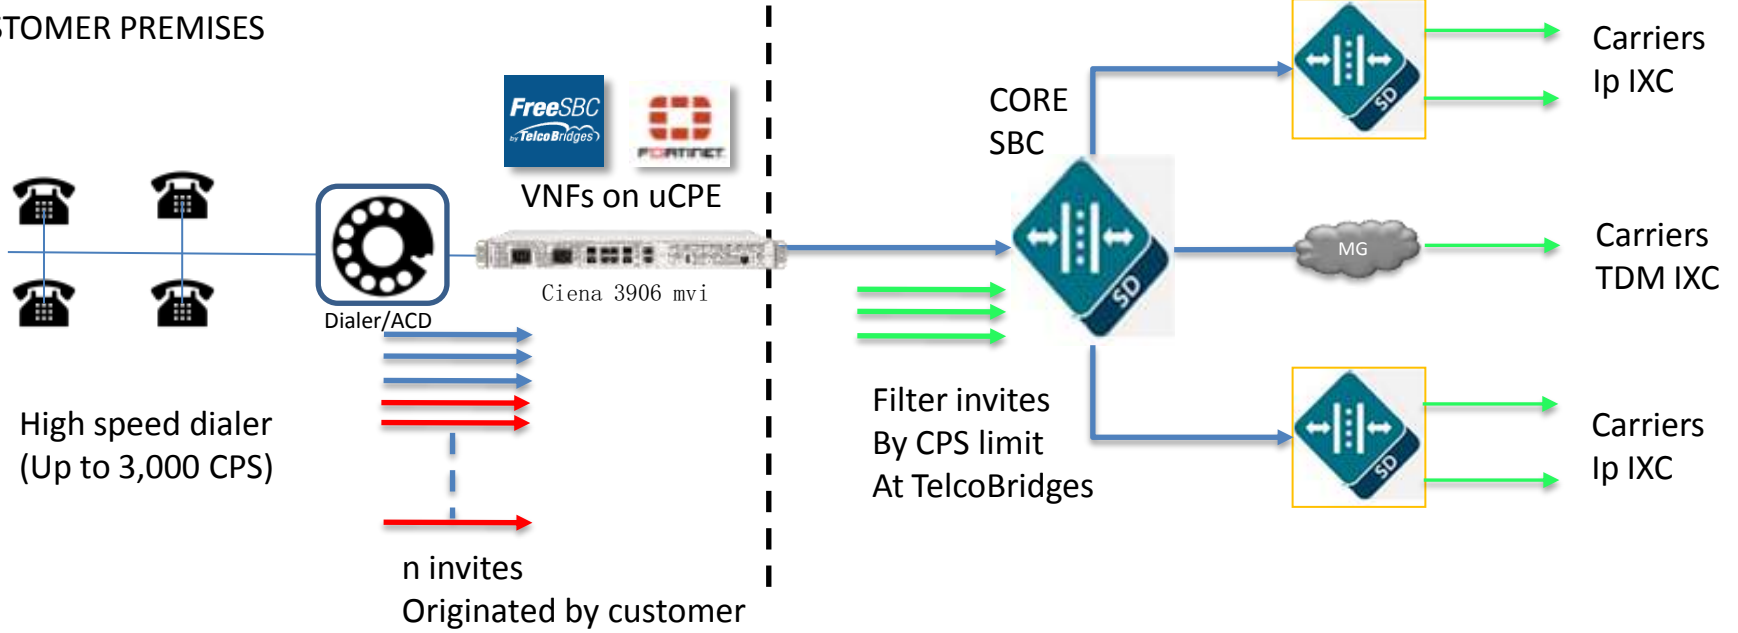 STOMER PREMISES
FreeSBC
by TelcoBridges
FORTINET
VNFs on uCPE
Ciena 3906 mvi
Dialer/ACD
High speed dialer
(Up to 3,000 CPS)
n invites
Originated by customer
CORE
SBC
SD
Filter invites
By CPS limit
At TelcoBridges
SD
Carriers
Ip IXC
MG
Carriers
TDM IXC
SD
Carriers
Ip IXC